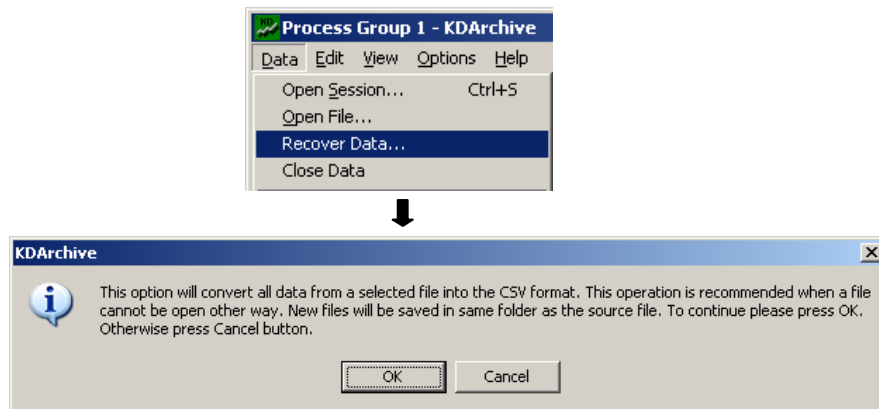 KD
Process Group 1 - KDArchive
Data Edit View Options Help
Open Session... Ctrl+S
Open File...
Recover Data...
Close Data
KDArchive
This option will convert all data from a selected file into the CSV format. This operation is recommended when a file
cannot be open other way. New files will be saved in same folder as the source file. To continue please press OK.
Otherwise press Cancel button.
OK Cancel